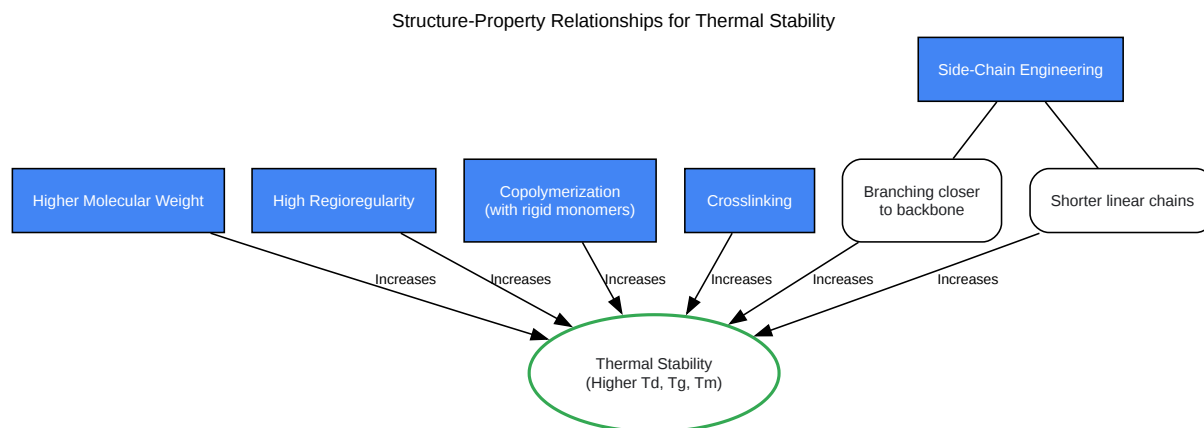 Structure-Property Relationships for Thermal Stability
Side-Chain Engineering
Higher Molecular Weight
High Regioregularity
Copolymerization
(with rigid monomers)
Crosslinking
Branching closer
to backbone
Shorter linear chains
Increases
Increases
Increases
Increases
Increases
Increases
Thermal Stability
(Higher Td, Tg, Tm)